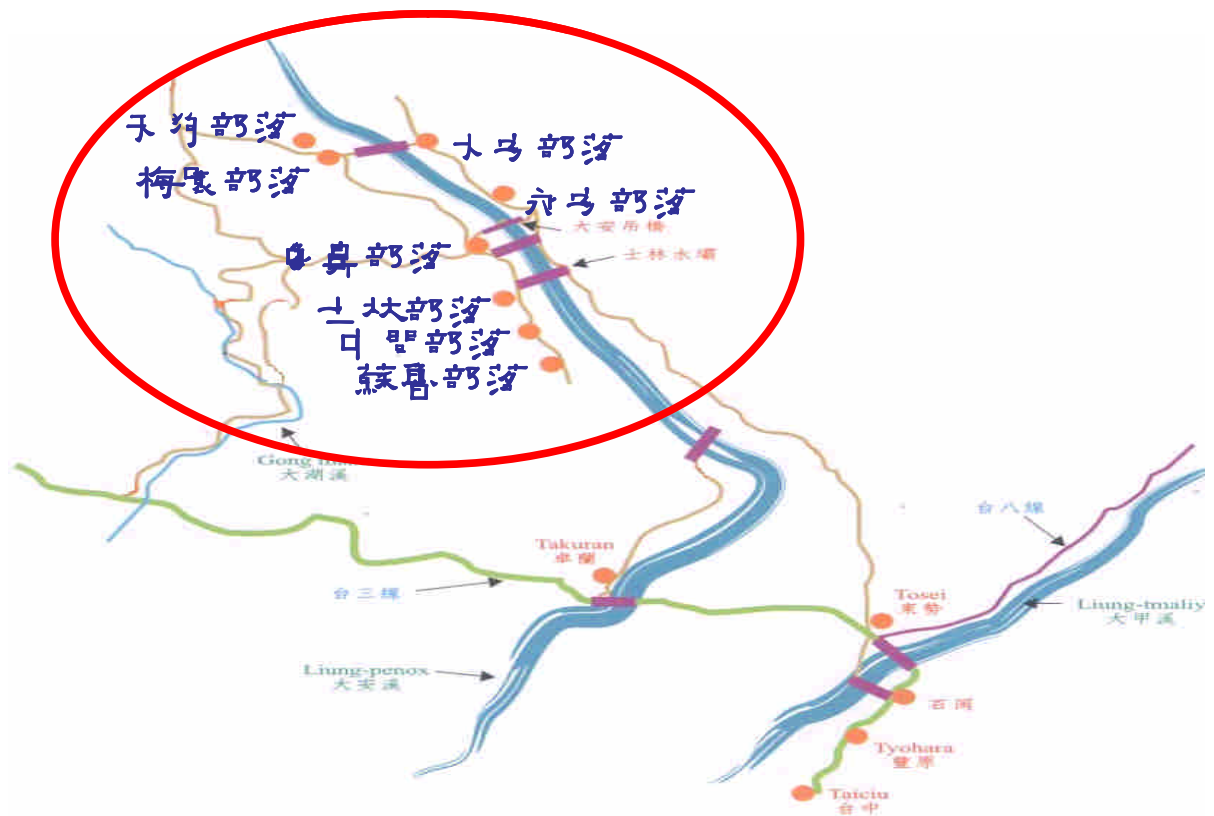 天狗部落
大安部落
梅園部落
永安部落
大安吊橋
象鼻部落
士林水壩
士林部落
中間部落
蘇魯部落
Gong
大湖溪
台八線
Takuran
卓蘭
台三線
Tosei
東勢
Liung-tmaliy
大甲溪
Liung-penox
大安溪
石岡
Tyohara
豐原
Taiciu
台中